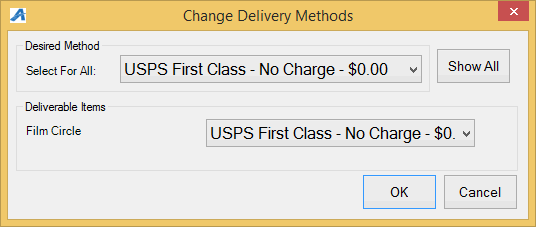 Change Delivery Methods
Desired Method
Select For All: USPS First Class - No Charge - $0.00 Show All
Deliverable Items
Film Circle USPS First Class - No Charge - $0.
OK Cancel